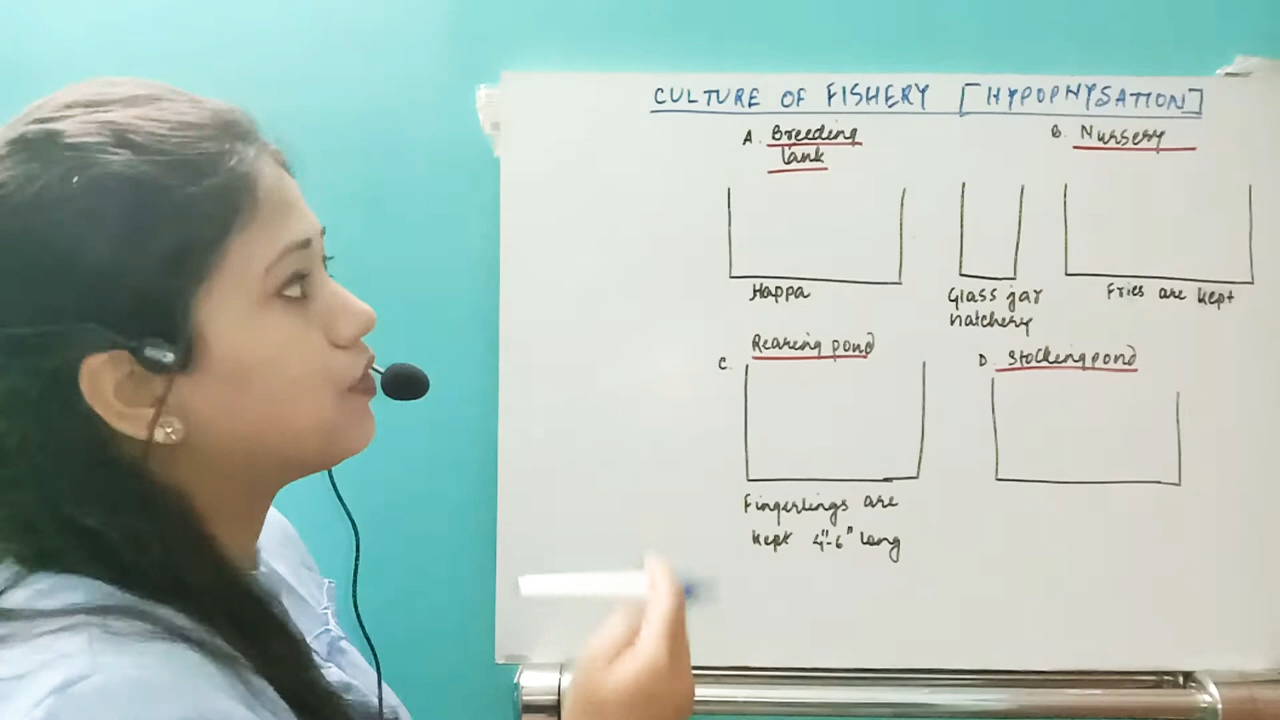 CULTURE OF FISHERY [HYPOPHYSATION]
A. Breeding
tank
B. Nursery
Happa
Glass jar
hatchery
Fries are kept
C. Rearing pond
D. Stocking pond
Fingerlings are
kept 4"-6" long